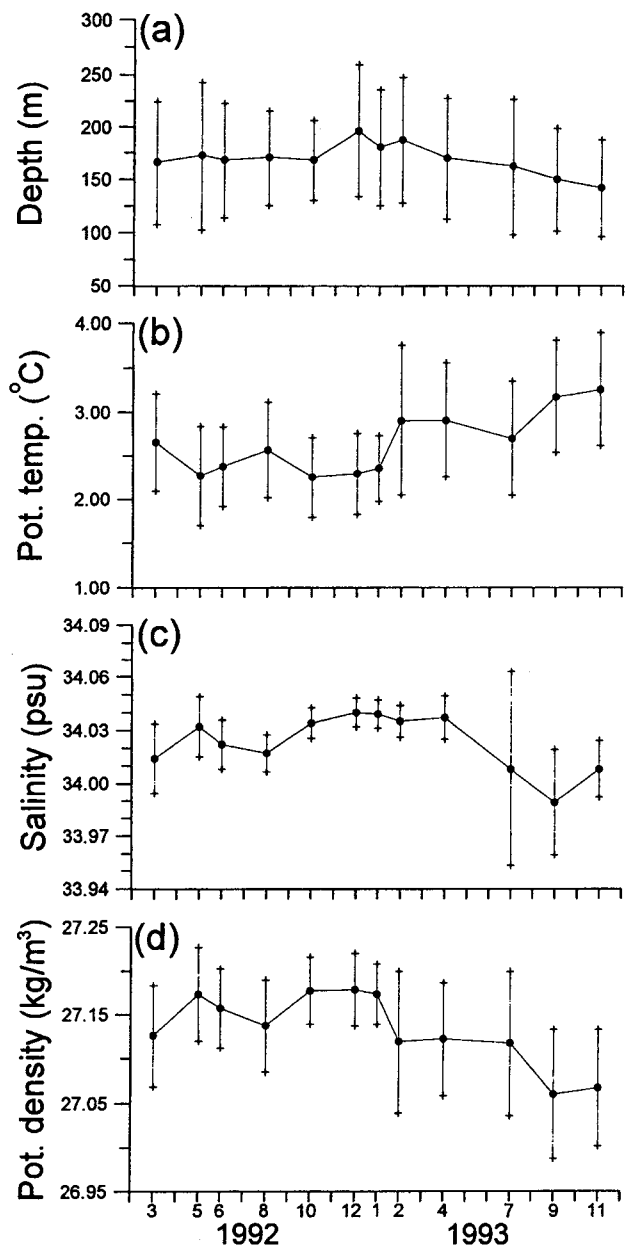 (a)
Depth (m)
300
250
200
150
100
50
(b)
Pot. temp. (°C)
4.00
3.00
2.00
1.00
(c)
Salinity (psu)
34.09
34.06
34.03
34.00
33.97
33.94
(d)
Pot. density (kg/m³)
27.25
27.15
27.05
26.95
3 5 6 8 10 12 1 2 4 7 9 11
1992 1993